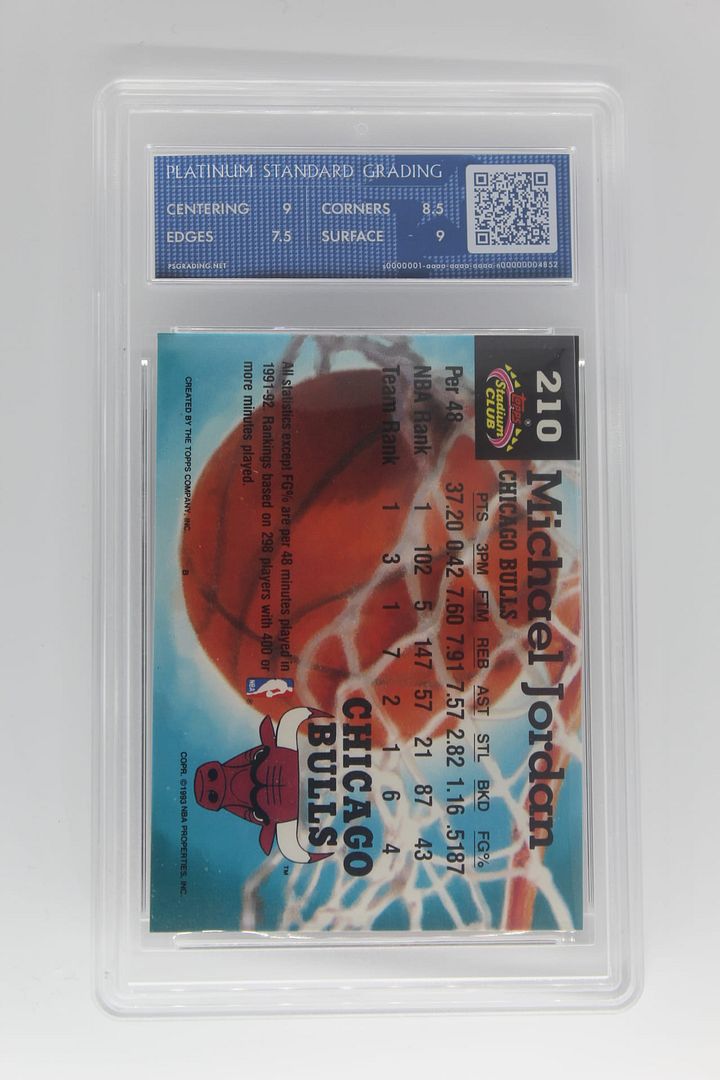 PLATINUM STANDARD GRADING
CENTERING 9 CORNERS 8.5
EDGES 7.5 SURFACE 9
PSGRADING.NET
210
TOPPS
Stadium
CLUB
Michael Jordan
CHICAGO BULLS
PTS 3PM FTM REB AST STL BKD FG%
Per 48 37.20 0.42 7.60 7.91 7.57 2.82 1.16 .5187
NBA Rank 1 102 5 147 57 21 87 43
Team Rank 1 3 1 7 2 1 6 4
CHICAGO
BULLS
TM
All statistics except FG% are per 48 minutes played in
1991-92. Rankings based on 298 players with 400 or
more minutes played.
NBA
CREATED BY THE TOPPS COMPANY, INC. B COPR. ©1993 NBA PROPERTIES, INC.